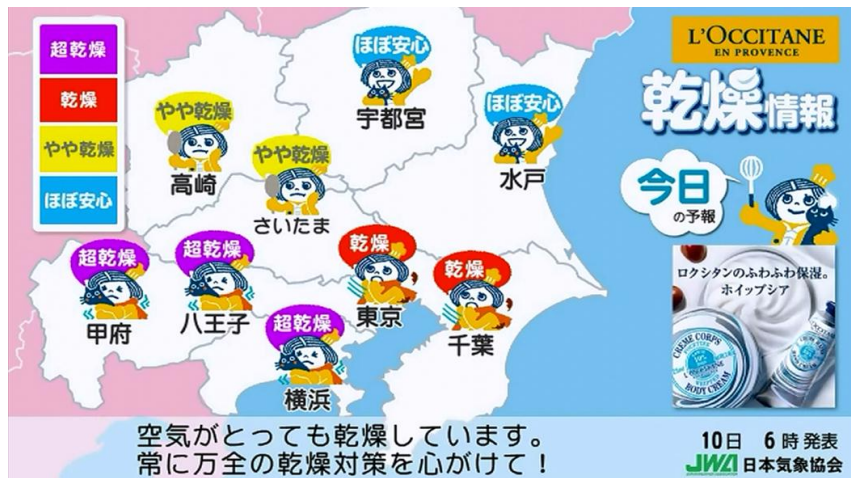 超乾燥
乾燥
やや乾燥
ほぼ安心
ほぼ安心
宇都宮
ほぼ安心
水戸
やや乾燥
高崎
やや乾燥
さいたま
超乾燥
甲府
超乾燥
八王子
乾燥
東京
乾燥
千葉
超乾燥
横浜
L'OCCITANE
EN PROVENCE
乾燥情報
今日
の予報
ロクシタンのふわふわ保湿。
ホイップシア
CREME CORPS
BODY CREAM
L'OCCITANE
空気がとっても乾燥しています。
常に万全の乾燥対策を心がけて!
10日 6時発表
JWA 日本気象協会